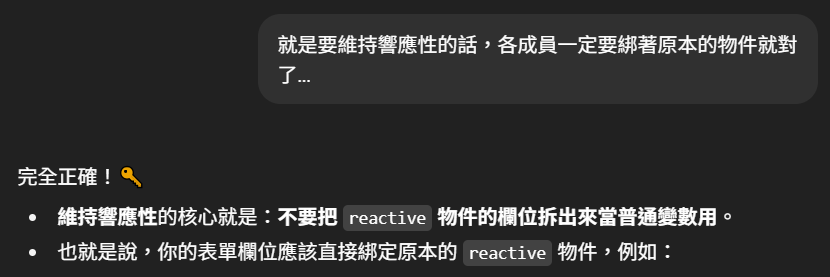 就是要維持響應性的話，各成員一定要綁著原本的物件就對
了...
完全正確！🔑
• 維持響應性的核心就是：不要把 reactive 物件的欄位拆出來當普通變數用。
• 也就是說，你的表單欄位應該直接綁定原本的 reactive 物件，例如：